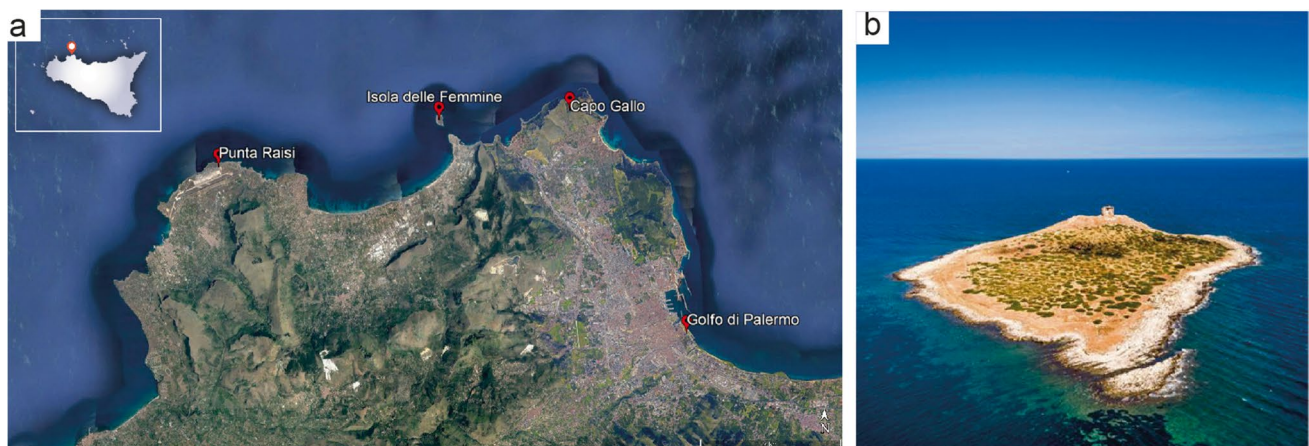 a
Isola delle Femmine
Capo Gallo
Punta Raisi
Golfo di Palermo
N
b